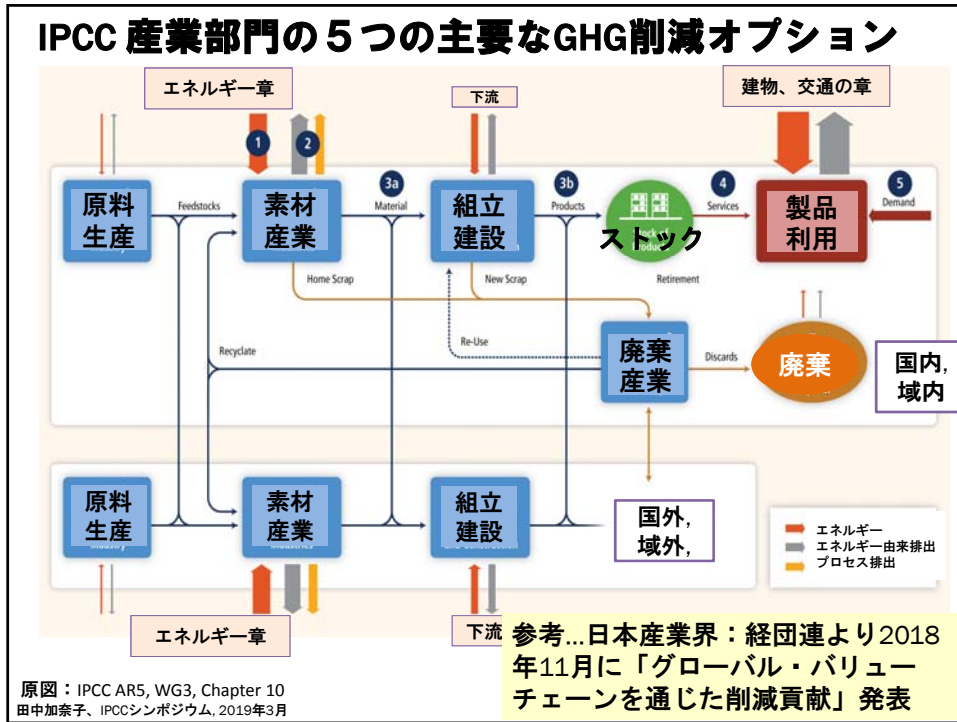 IPCC 産業部門の５つの主要なGHG削減オプション
エネルギー章
下流
建物、交通の章
1
2
3a
3b
4
5
原料
生産
Feedstocks
素材
産業
Material
組立
建設
Products
ストック
Services
製品
利用
Demand
Home Scrap
New Scrap
Retirement
Re-Use
Recyclate
廃棄
産業
Discards
廃棄
国内,
域内
原料
生産
素材
産業
組立
建設
国外,
域外,
エネルギー
エネルギー由来排出
プロセス排出
エネルギー章
下流
参考…日本産業界：経団連より2018
年11月に「グローバル・バリュー
チェーンを通じた削減貢献」発表
原図：IPCC AR5, WG3, Chapter 10
田中加奈子、IPCCシンポジウム, 2019年3月